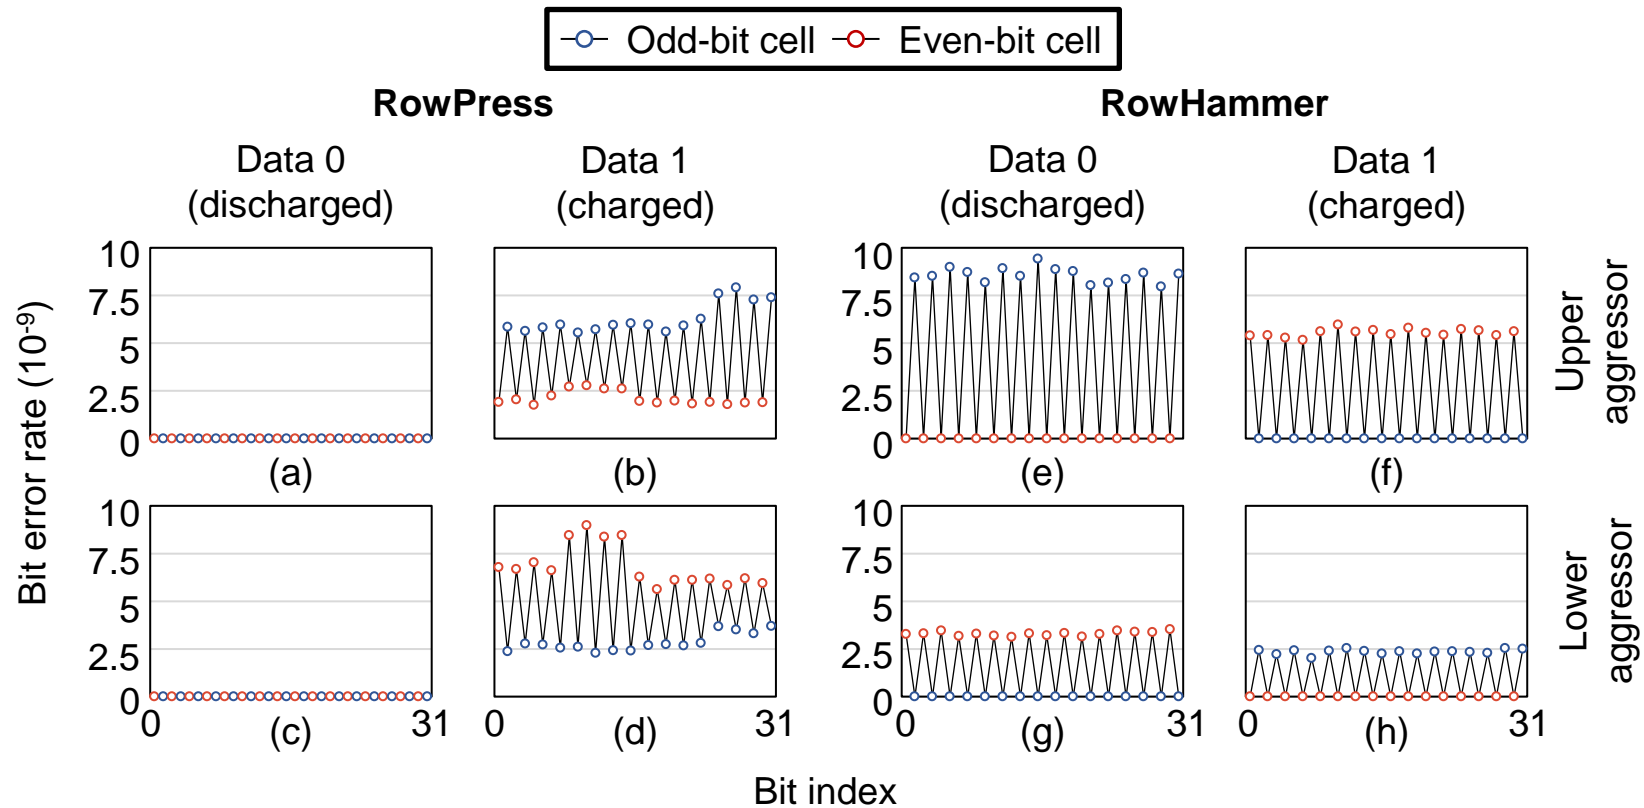 Odd-bit cell Even-bit cell
RowPress RowHammer
Data 0 Data 1 Data 0 Data 1
(discharged) (charged) (discharged) (charged)
Bit error rate (10-9)
10 10
7.5 7.5
5 5
2.5 2.5
0 0
(a) (b) (e) (f)
Upper
aggressor
10 10
7.5 7.5
5 5
2.5 2.5
0 0
0 31 0 31 0 31 0 31
(c) (d) (g) (h)
Lower
aggressor
Bit index